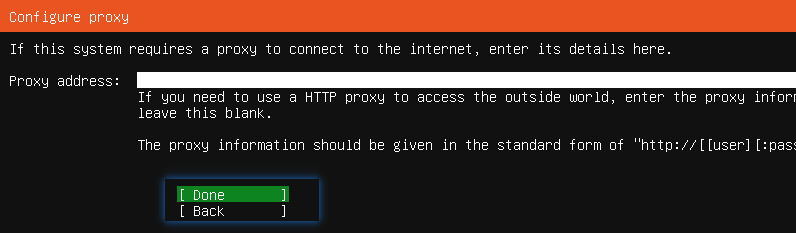 Configure proxy
If this system requires a proxy to connect to the internet, enter its details here.
Proxy address:
If you need to use a HTTP proxy to access the outside world, enter the proxy
leave this blank.
The proxy information should be given in the standard form of "http://[[user][:pass
[ Done ]
[ Back ]